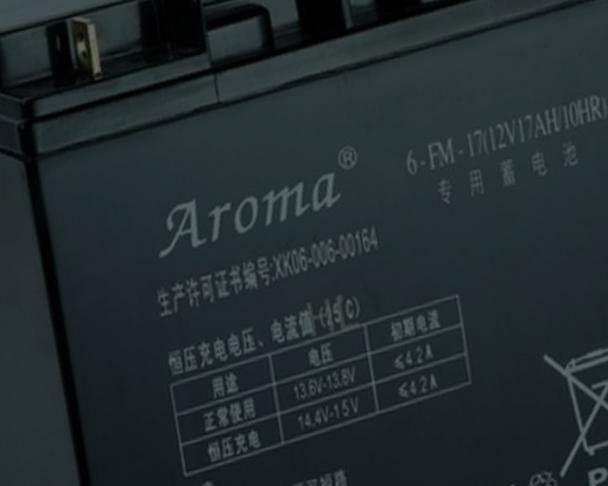 6-FM-17(12V17AH/10HR)
专用蓄电池
Aroma®
生产许可证书编号:XK06-006-00164
恒压充电电压、电流值
用途 电压 初期电流
正常使用 13.6V-13.8V ≤4.2A
恒压充电 14.4V-15V ≤4.2A